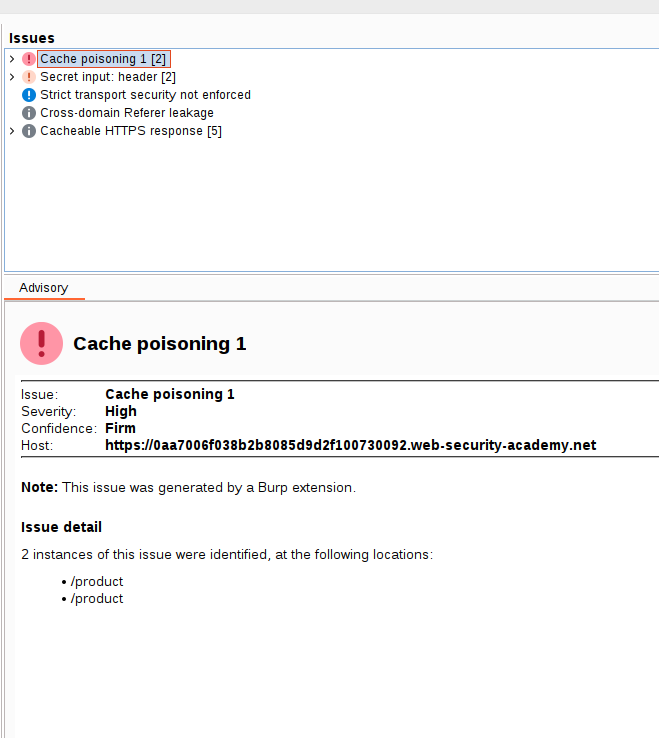 Issues
Cache poisoning 1 [2]
Secret input: header [2]
Strict transport security not enforced
Cross-domain Referer leakage
Cacheable HTTPS response [5]
Advisory
Cache poisoning 1
Issue: Cache poisoning 1
Severity: High
Confidence: Firm
Host: https://0aa7006f038b2b8085d9d2f100730092.web-security-academy.net
Note: This issue was generated by a Burp extension.
Issue detail
2 instances of this issue were identified, at the following locations:
• /product
• /product